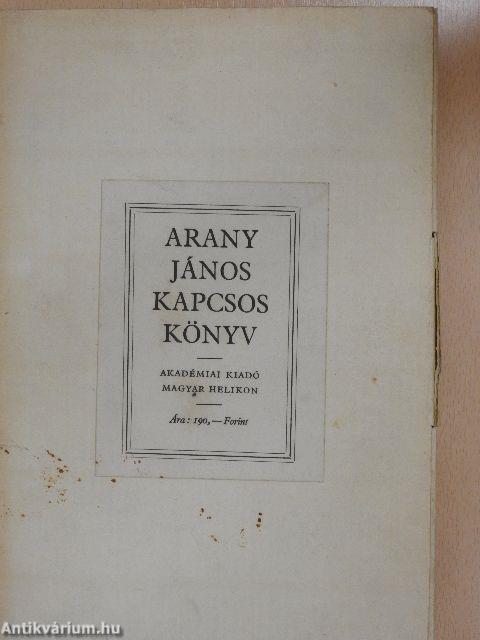 ARANY
JÁNOS
KAPCSOS
KÖNYV
AKADÉMIAI KIADÓ
MAGYAR HELIKON
Ára: 190,— Forint
Antikvárium.hu